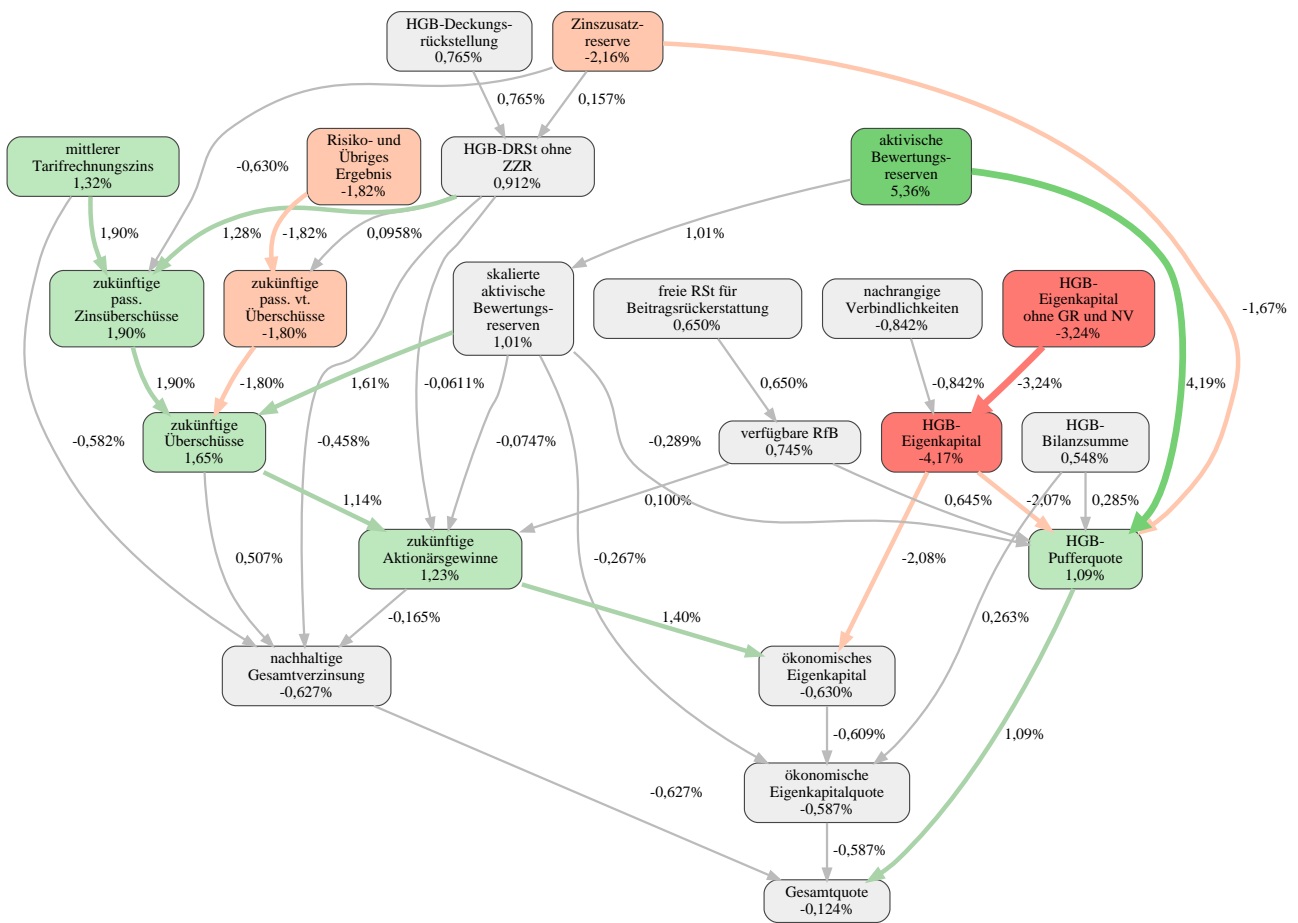 HGB-Deckungs-
rückstellung
0,765%
Zinszusatz-
reserve
-2,16%
0,765%
0,157%
mittlerer
Tarifrechnungszins
1,32%
-0,630%
Risiko- und
Übriges
Ergebnis
-1,82%
HGB-DRSt ohne
ZZR
0,912%
aktivische
Bewertungs-
reserven
5,36%
1,90%
1,28%
-1,82%
0,0958%
1,01%
zukünftige
pass.
Zinsüberschüsse
1,90%
zukünftige
pass. vt.
Überschüsse
-1,80%
skalierte
aktivische
Bewertungs-
reserven
1,01%
freie RSt für
Beitragsrückerstattung
0,650%
nachrangige
Verbindlichkeiten
-0,842%
HGB-
Eigenkapital
ohne GR und NV
-3,24%
-1,67%
1,90%
-1,80%
1,61%
-0,0611%
0,650%
-0,842%
-3,24%
4,19%
-0,582%
zukünftige
Überschüsse
1,65%
-0,458%
-0,0747%
-0,289%
verfügbare RfB
0,745%
HGB-
Eigenkapital
-4,17%
HGB-
Bilanzsumme
0,548%
1,14%
0,100%
0,645%
-2,07%
0,285%
0,507%
zukünftige
Aktionärsgewinne
1,23%
-0,267%
-2,08%
HGB-
Pufferquote
1,09%
-0,165%
1,40%
0,263%
nachhaltige
Gesamtverzinsung
-0,627%
ökonomisches
Eigenkapital
-0,630%
-0,609%
1,09%
-0,627%
ökonomische
Eigenkapitalquote
-0,587%
-0,587%
Gesamtquote
-0,124%